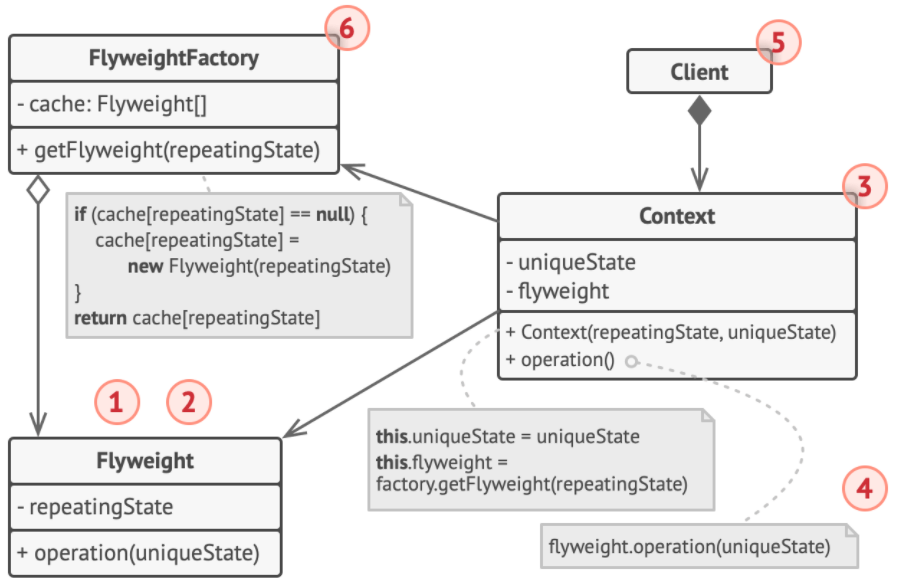 6
FlyweightFactory
- cache: Flyweight[]
+ getFlyweight(repeatingState)
if (cache[repeatingState] == null) {
cache[repeatingState] =
new Flyweight(repeatingState)
}
return cache[repeatingState]
5
Client
3
Context
- uniqueState
- flyweight
+ Context(repeatingState, uniqueState)
+ operation()
1
2
Flyweight
- repeatingState
+ operation(uniqueState)
this.uniqueState = uniqueState
this.flyweight =
factory.getFlyweight(repeatingState)
4
flyweight.operation(uniqueState)